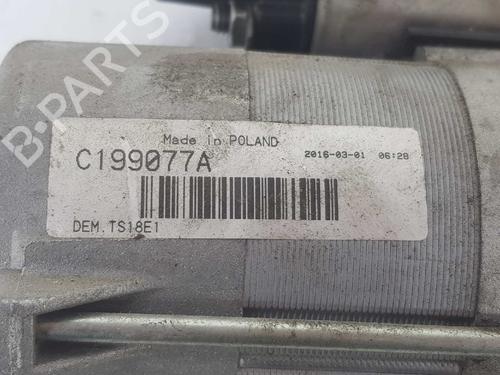 B-PARTS
Made in POLAND
C199077A
2016-03-01 06:28
DEM.TS18E1